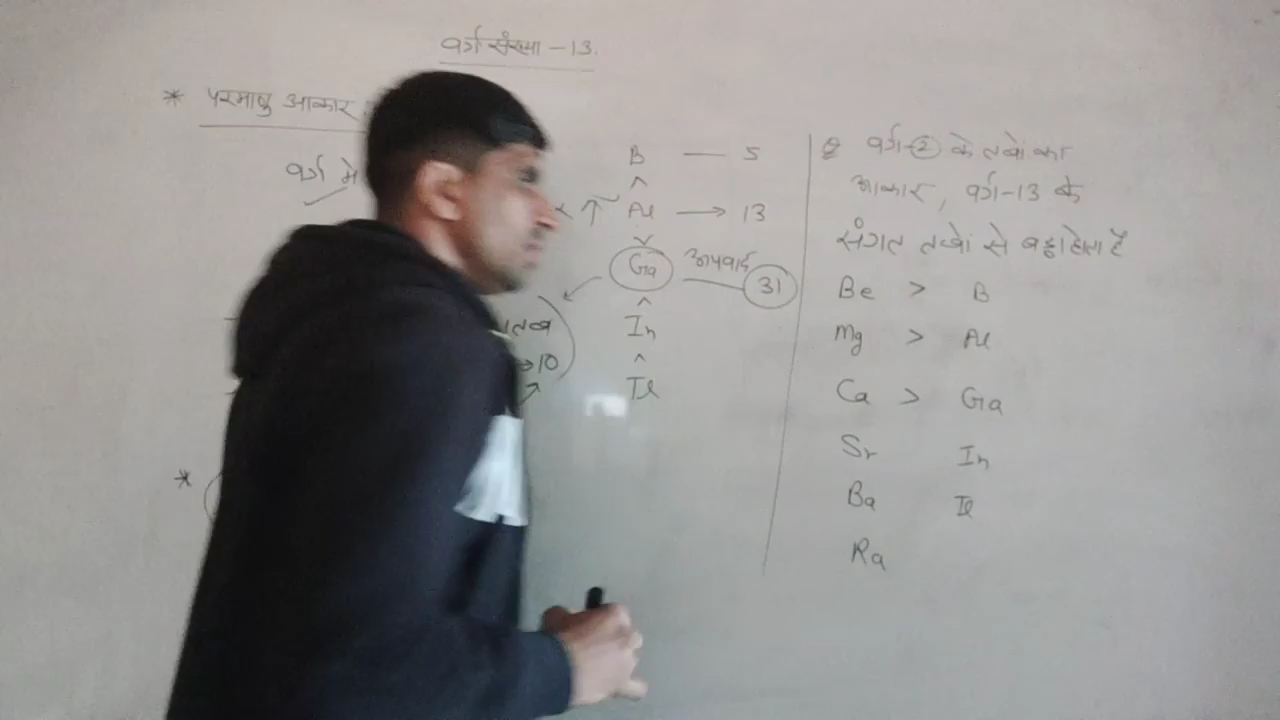 वर्ग संख्या - 13.
* परमाणु आकार
वर्ग में
B — 5
^
↑ Al → 13
v
Ga अपवाद 31
^
In
^
Tl
तत्व
→10
*
वर्ग-2 के तत्वों का
आकार, वर्ग-13 के
संगत तत्वों से बड़ा होता है
Be > B
Mg > Al
Ca > Ga
Sr In
Ba Tl
Ra